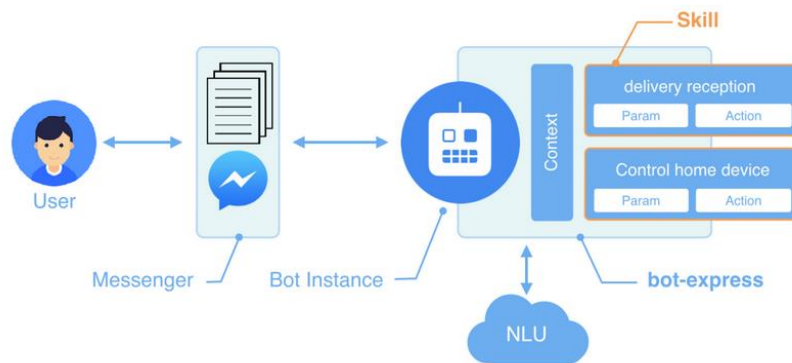 Skill
delivery reception
Param Action
Context
Control home device
Param Action
User
Messenger
Bot Instance
bot-express
NLU